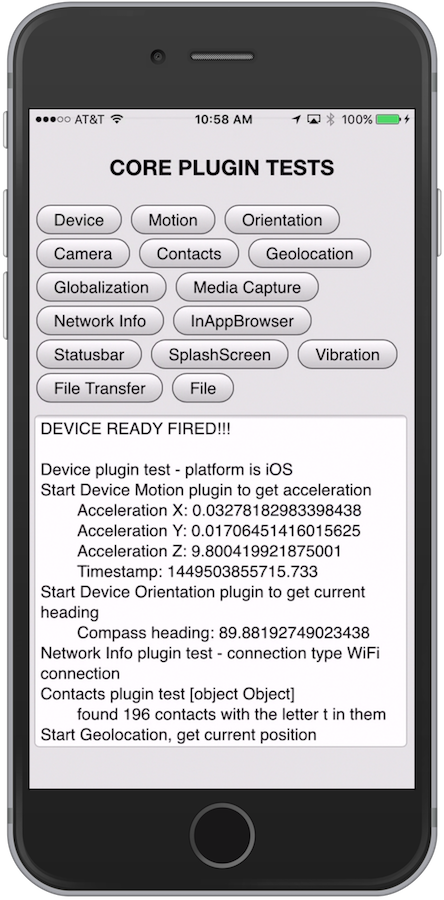 AT&T 10:58 AM 100%
CORE PLUGIN TESTS
Device Motion Orientation
Camera Contacts Geolocation
Globalization Media Capture
Network Info InAppBrowser
Statusbar SplashScreen Vibration
File Transfer File
DEVICE READY FIRED!!!
Device plugin test - platform is iOS
Start Device Motion plugin to get acceleration
Acceleration X: 0.03278182983398438
Acceleration Y: 0.01706451416015625
Acceleration Z: 9.800419921875001
Timestamp: 1449503855715.733
Start Device Orientation plugin to get current
heading
Compass heading: 89.88192749023438
Network Info plugin test - connection type WiFi
connection
Contacts plugin test [object Object]
found 196 contacts with the letter t in them
Start Geolocation, get current position